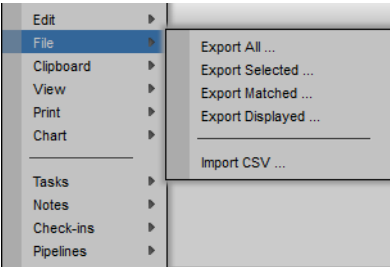 Edit
File
Clipboard
View
Print
Chart
Tasks
Notes
Check-ins
Pipelines
Export All ...
Export Selected ...
Export Matched ...
Export Displayed ...
Import CSV ...